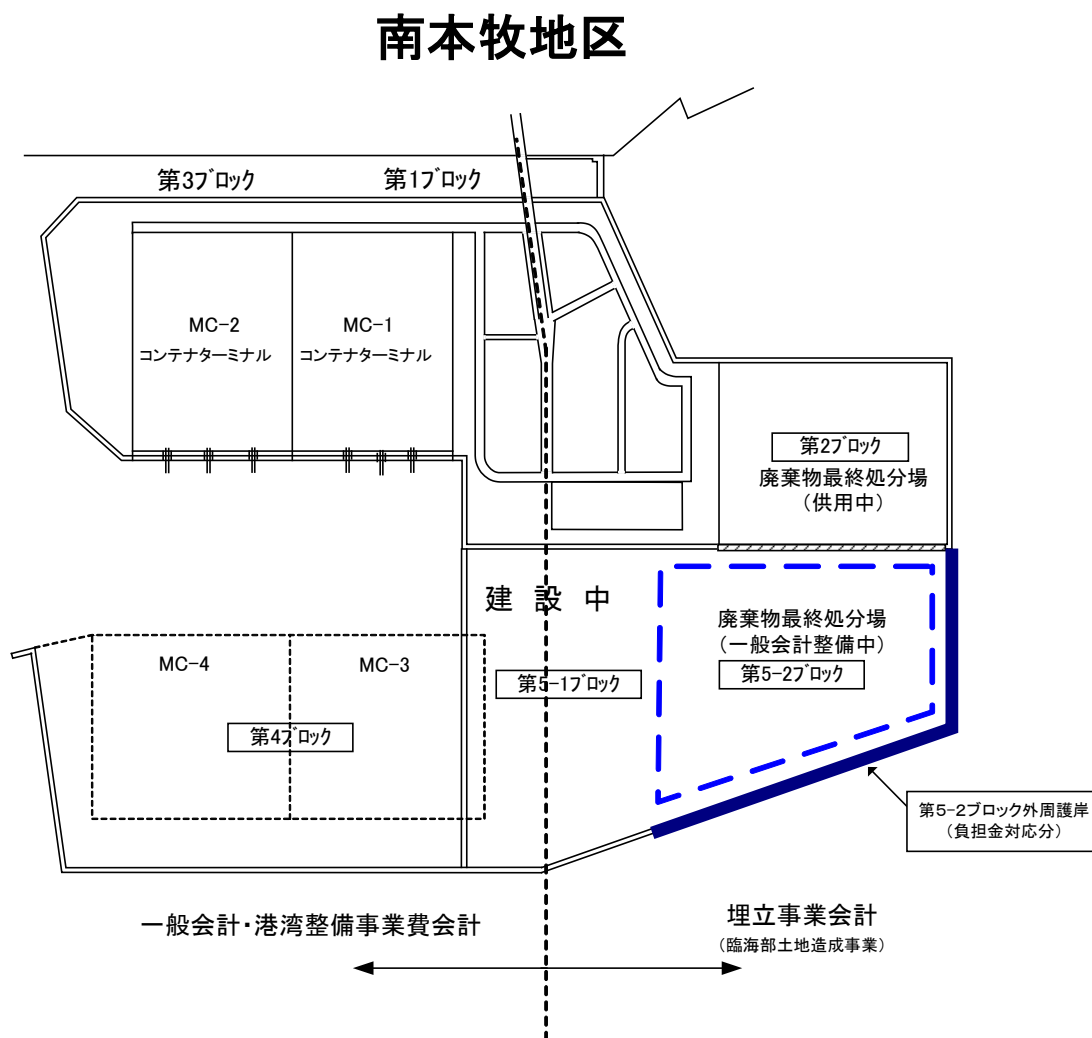 南本牧地区
第3ﾌﾞﾛｯｸ
第1ﾌﾞﾛｯｸ
MC-2
コンテナターミナル
MC-1
コンテナターミナル
第2ﾌﾞﾛｯｸ
廃棄物最終処分場
（供用中）
建 設 中
廃棄物最終処分場
（一般会計整備中）
第5-2ﾌﾞﾛｯｸ
MC-4
MC-3
第5-1ﾌﾞﾛｯｸ
第4ﾌﾞﾛｯｸ
第5-2ブロック外周護岸
（負担金対応分）
一般会計・港湾整備事業費会計
埋立事業会計
（臨海部土地造成事業）